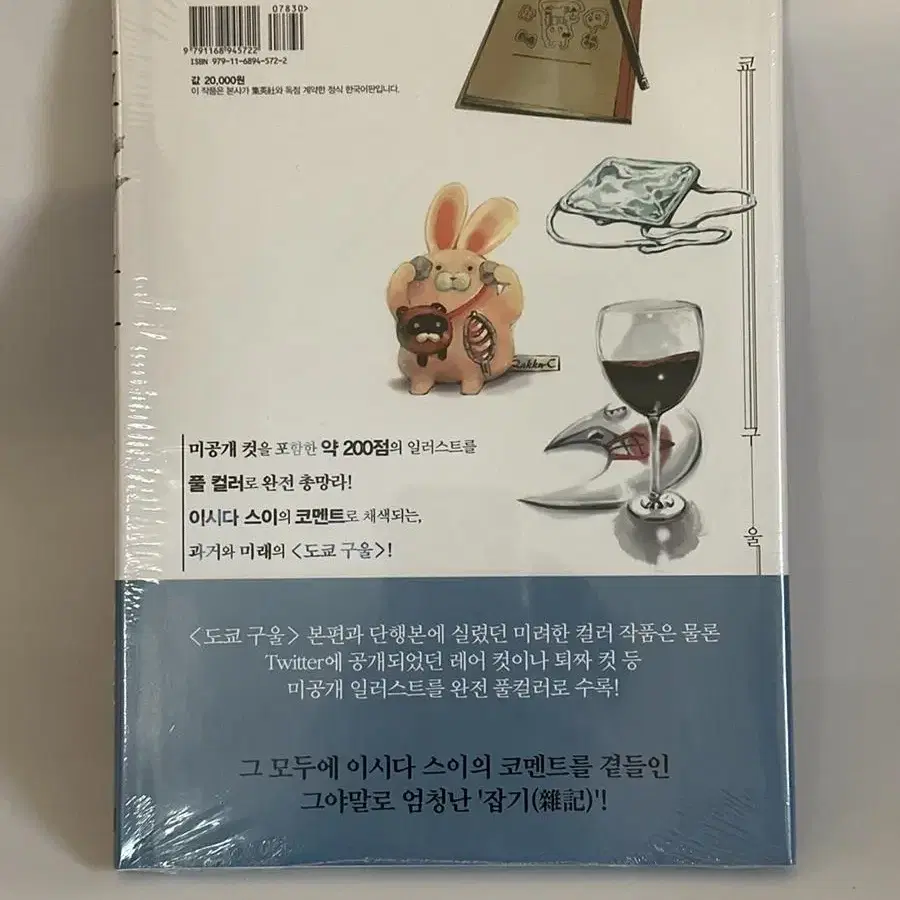 07830>
9 791168 945722
ISBN 979-11-6894-572-2
값 20,000원
이 작품은 본사가 集英社와 독점 계약한 정식 한국어판입니다.
쿄
구
울
미공개 컷을 포함한 약 200점의 일러스트를
풀 컬러로 완전 총망라!
이시다 스이의 코멘트로 채색되는,
과거와 미래의 <도쿄 구울>!
<도쿄 구울> 본편과 단행본에 실렸던 미려한 컬러 작품은 물론
Twitter에 공개되었던 레어 컷이나 퇴짜 컷 등
미공개 일러스트를 완전 풀컬러로 수록!
그 모두에 이시다 스이의 코멘트를 곁들인
그야말로 엄청난 '잡기(雜記)'!